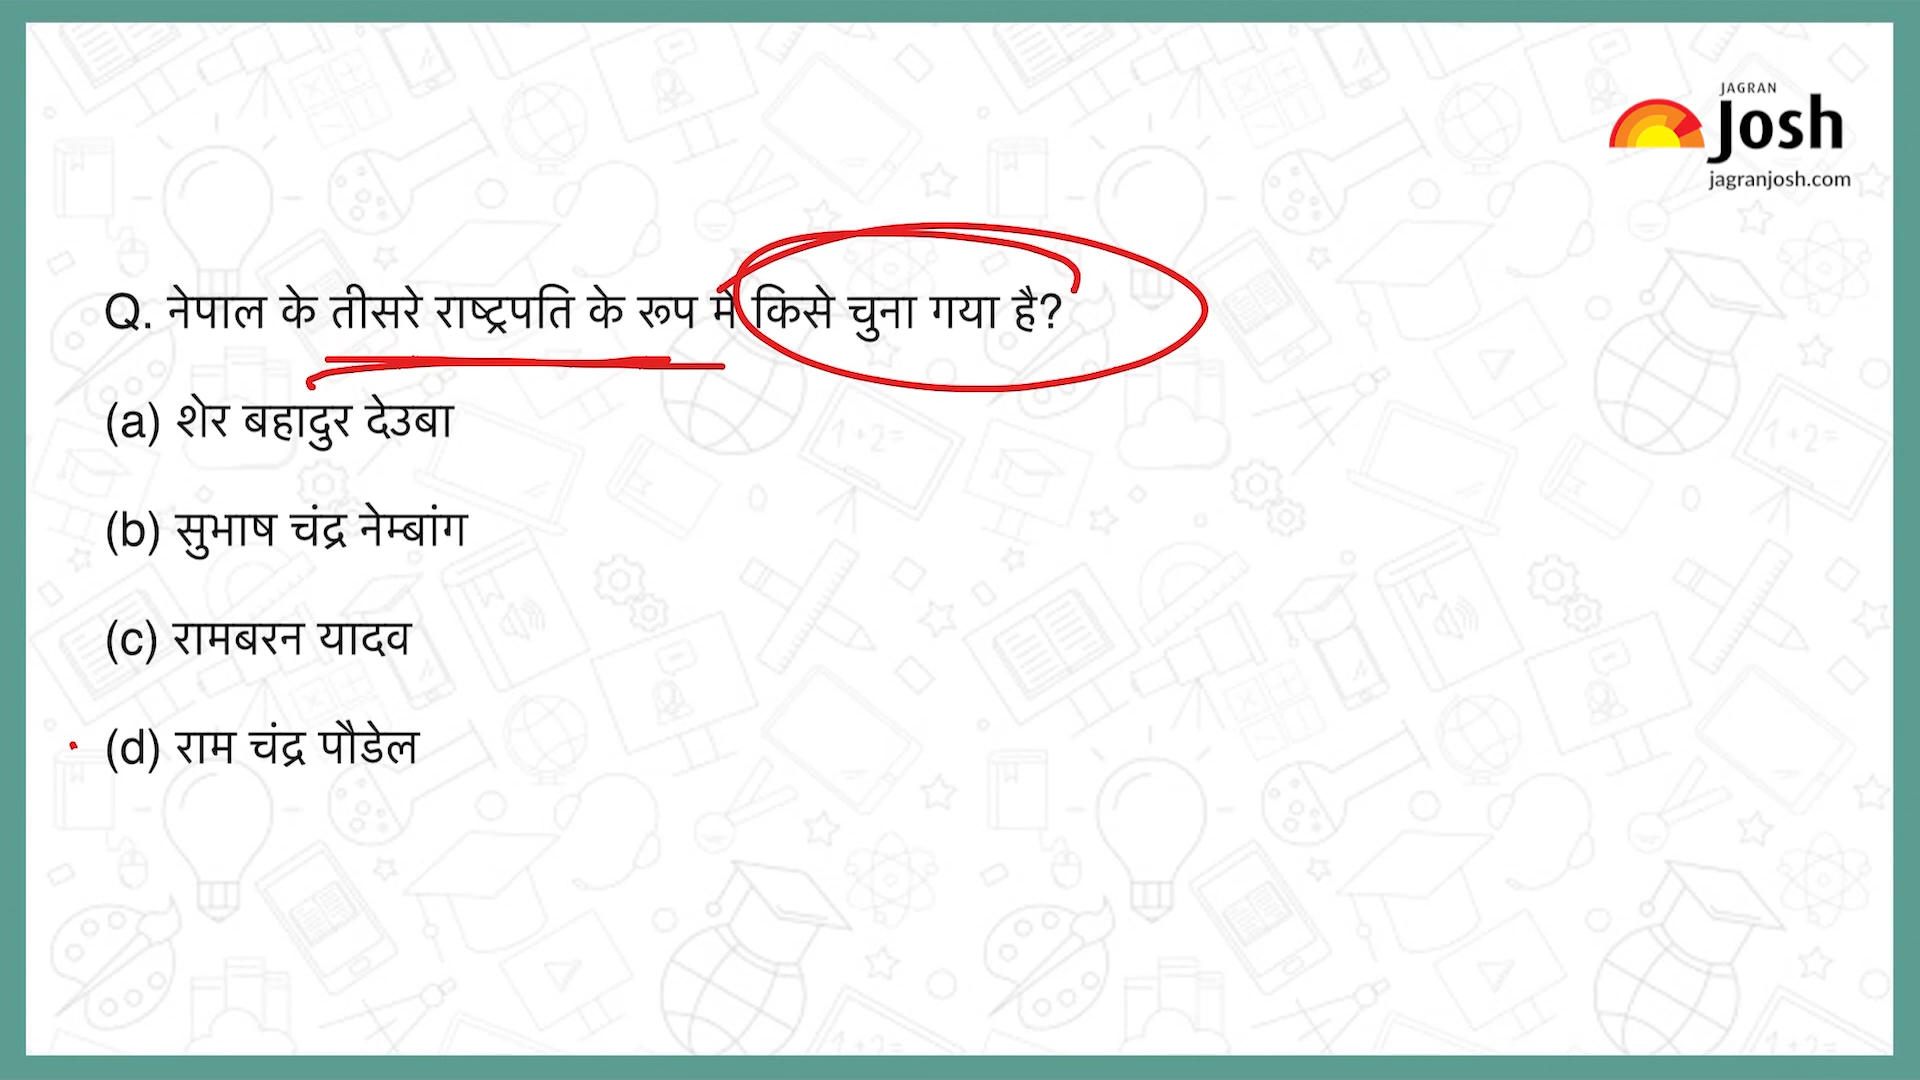 JAGRAN
Josh
jagranjosh.com
Q. नेपाल के तीसरे राष्ट्रपति के रूप में किसे चुना गया है?
(a) शेर बहादुर देउबा
(b) सुभाष चंद्र नेम्बांग
(c) रामबरन यादव
(d) राम चंद्र पौडेल